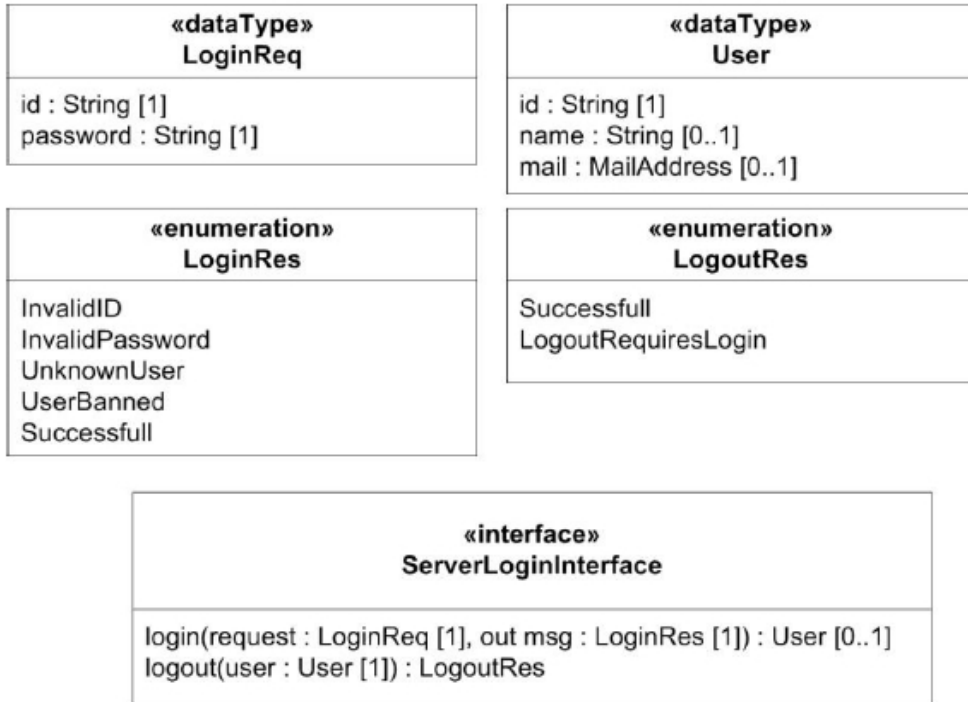 «dataType»
LoginReq
id : String [1]
password : String [1]
«dataType»
User
id : String [1]
name : String [0..1]
mail : MailAddress [0..1]
«enumeration»
LoginRes
InvalidID
InvalidPassword
UnknownUser
UserBanned
Successfull
«enumeration»
LogoutRes
Successfull
LogoutRequiresLogin
«interface»
ServerLoginInterface
login(request : LoginReq [1], out msg : LoginRes [1]) : User [0..1]
logout(user : User [1]) : LogoutRes